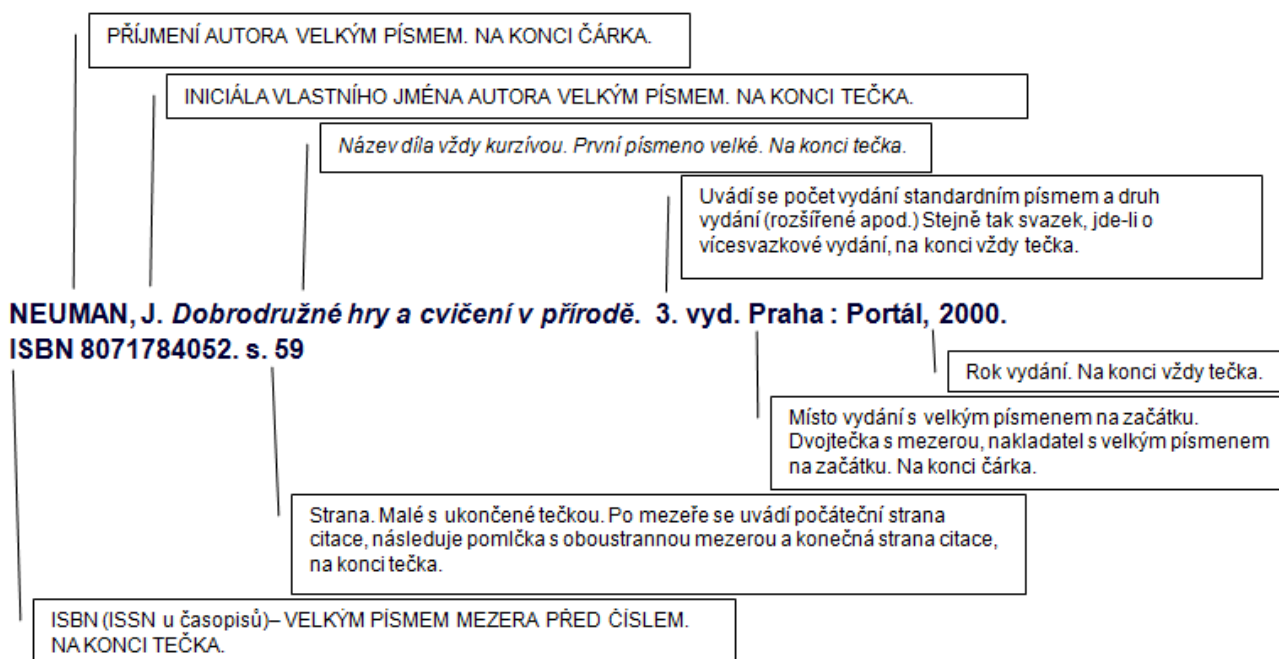 PŘÍJMENÍ AUTORA VELKÝM PÍSMEM. NA KONCI ČÁRKA.
INICIÁLA VLASTNÍHO JMÉNA AUTORA VELKÝM PÍSMEM. NA KONCI TEČKA.
Název díla vždy kurzívou. První písmeno velké. Na konci tečka.
Uvádí se počet vydání standardním písmem a druh
vydání (rozšířené apod.) Stejně tak svazek, jde-li o
vícesvazkové vydání, na konci vždy tečka.
NEUMAN, J. Dobrodružné hry a cvičení v přírodě. 3. vyd. Praha : Portál, 2000.
ISBN 8071784052. s. 59
Rok vydání. Na konci vždy tečka.
Místo vydání s velkým písmenem na začátku.
Dvojtečka s mezerou, nakladatel s velkým písmenem
na začátku. Na konci čárka.
Strana. Malé s ukončené tečkou. Po mezeře se uvádí počáteční strana
citace, následuje pomlčka s oboustrannou mezerou a konečná strana citace,
na konci tečka.
ISBN (ISSN u časopisů)– VELKÝM PÍSMEM MEZERA PŘED ČÍSLEM.
NA KONCI TEČKA.